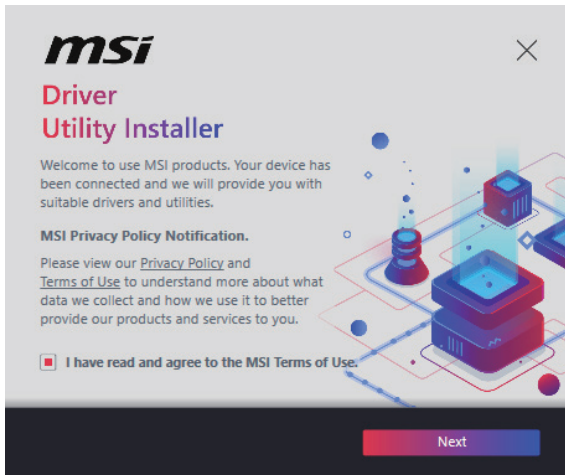 msi
Driver
Utility Installer
Welcome to use MSI products. Your device has
been connected and we will provide you with
suitable drivers and utilities.
MSI Privacy Policy Notification.
Please view our Privacy Policy and
Terms of Use to understand more about what
data we collect and how we use it to better
provide our products and services to you.
I have read and agree to the MSI Terms of Use.
Next